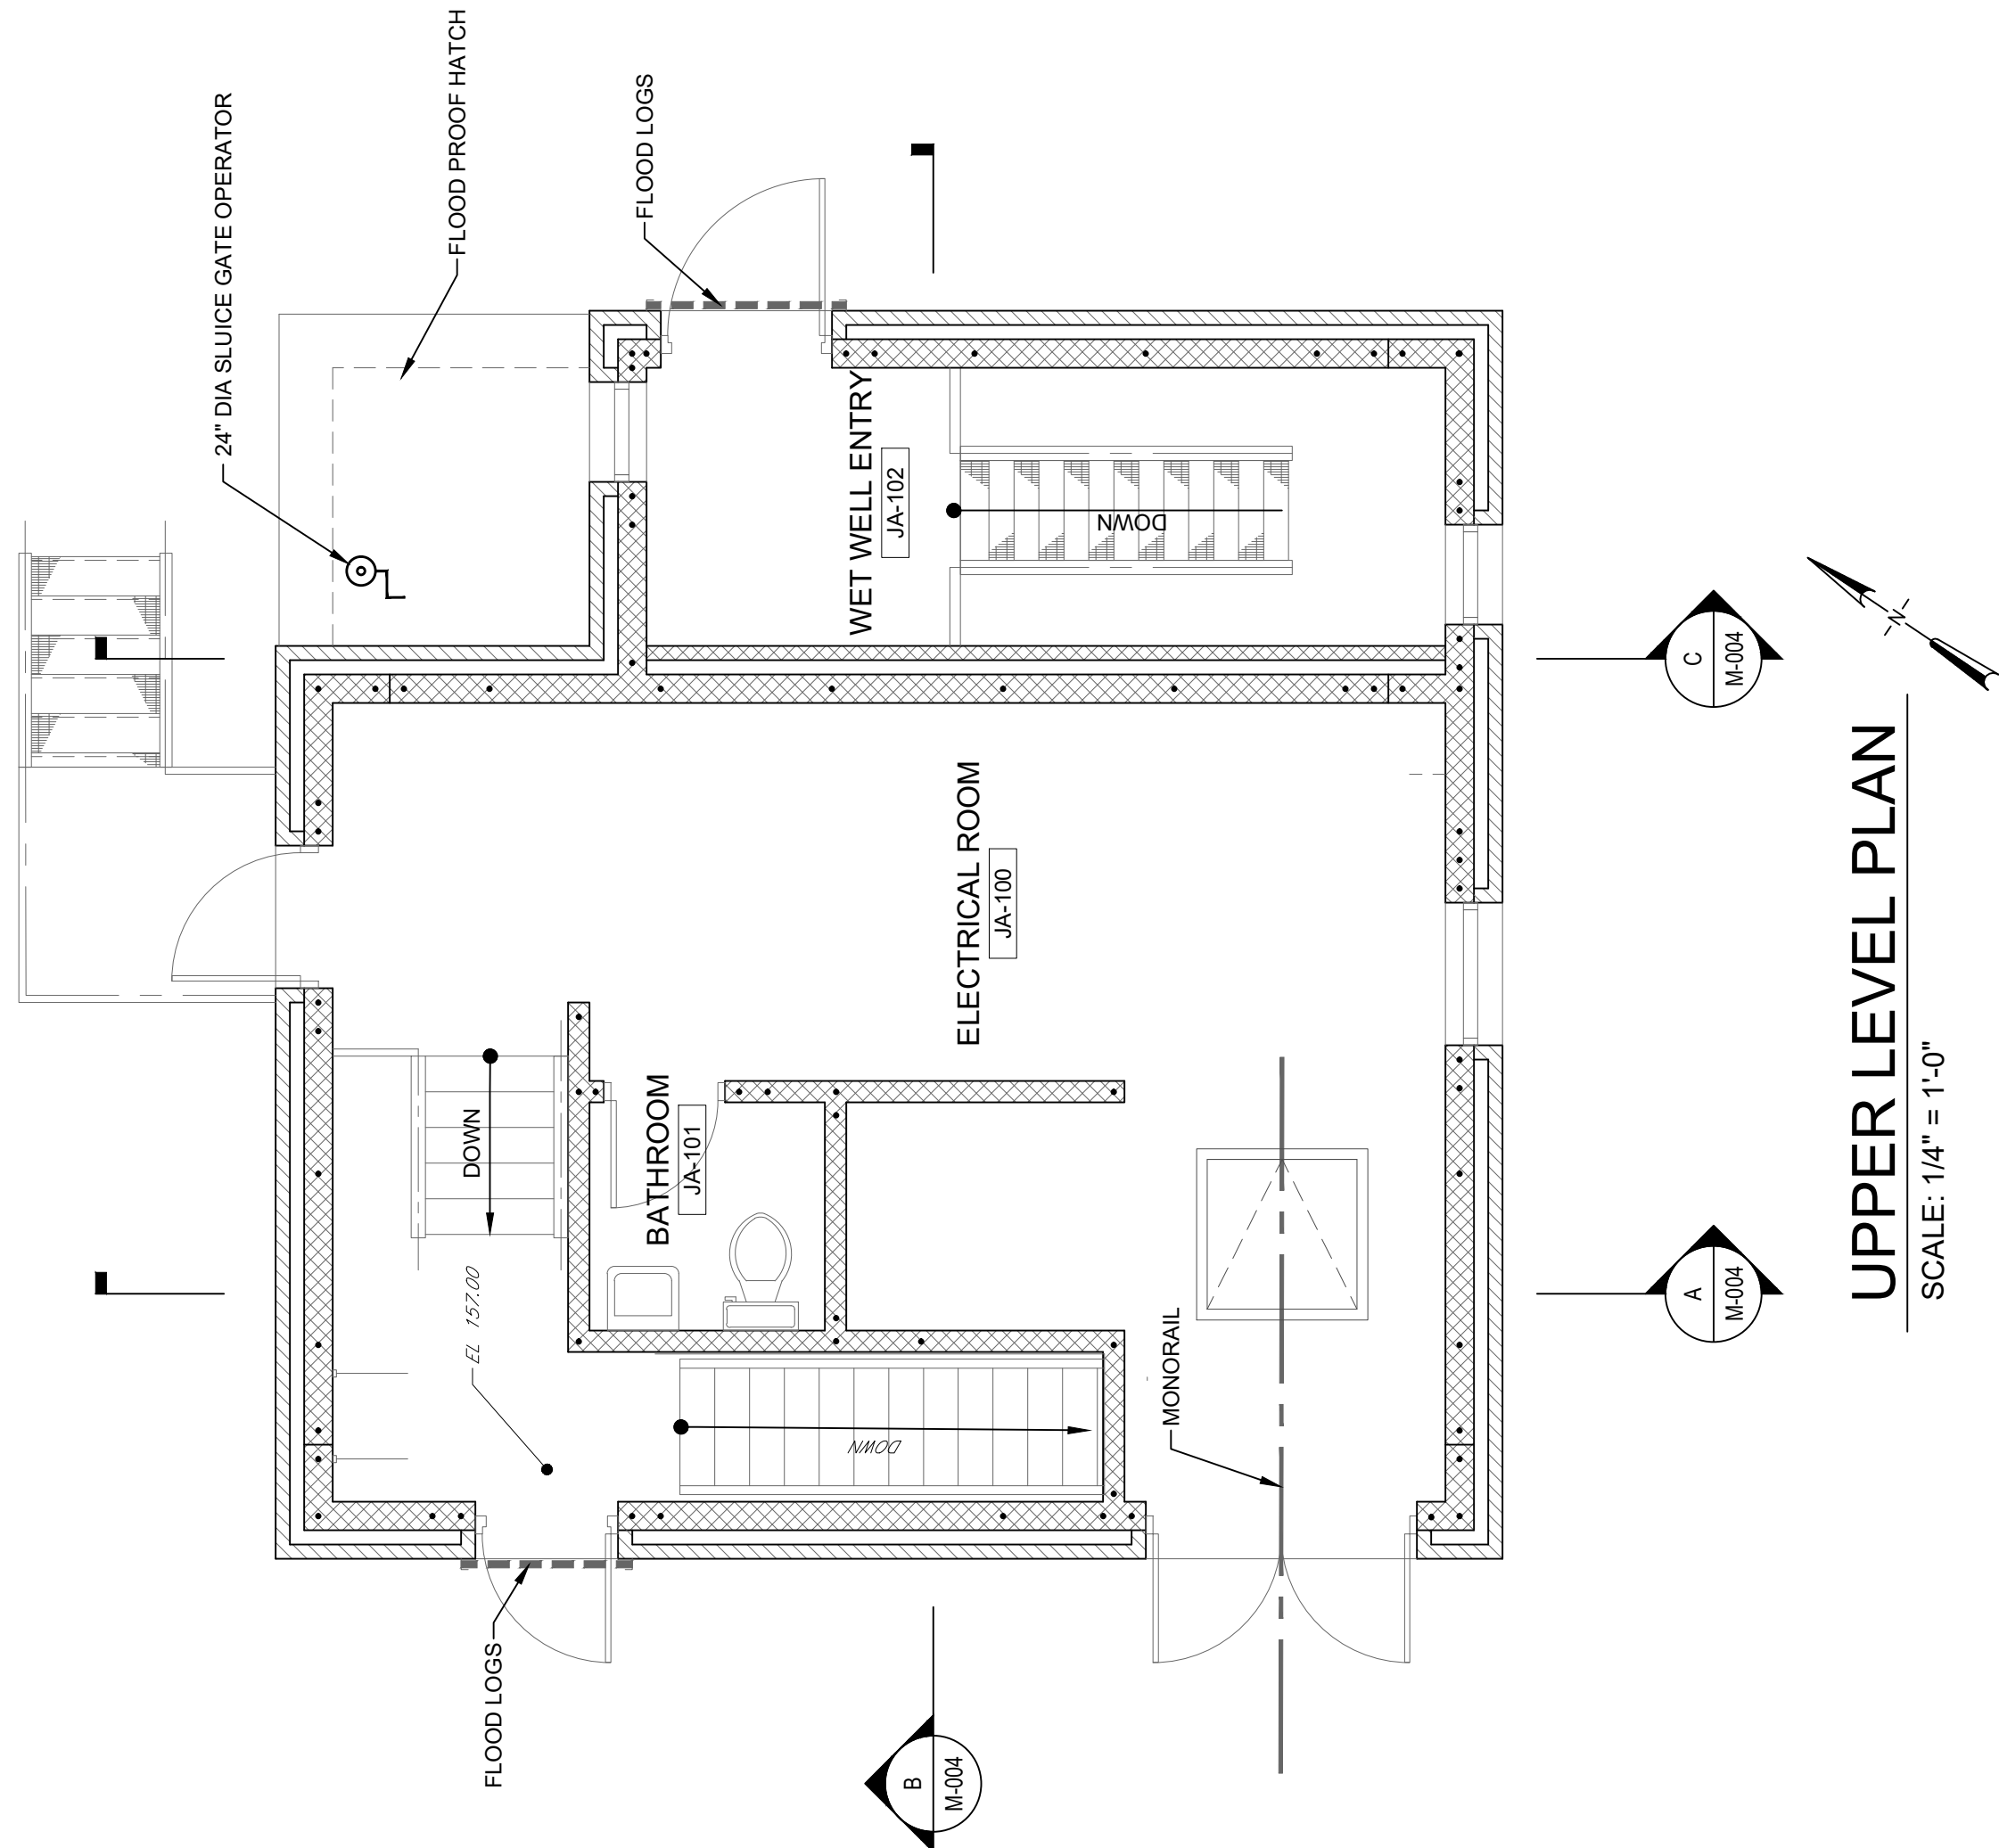 24" DIA SLUICE GATE OPERATOR
FLOOD PROOF HATCH
FLOOD LOGS
WET WELL ENTRY
JA-102
DOWN
ELECTRICAL ROOM
JA-100
BATHROOM
JA-101
DOWN
EL 157.00
DOWN
MONORAIL
FLOOD LOGS
B
M-004
A
M-004
C
M-004
-N-
UPPER LEVEL PLAN
SCALE: 1/4" = 1'-0"